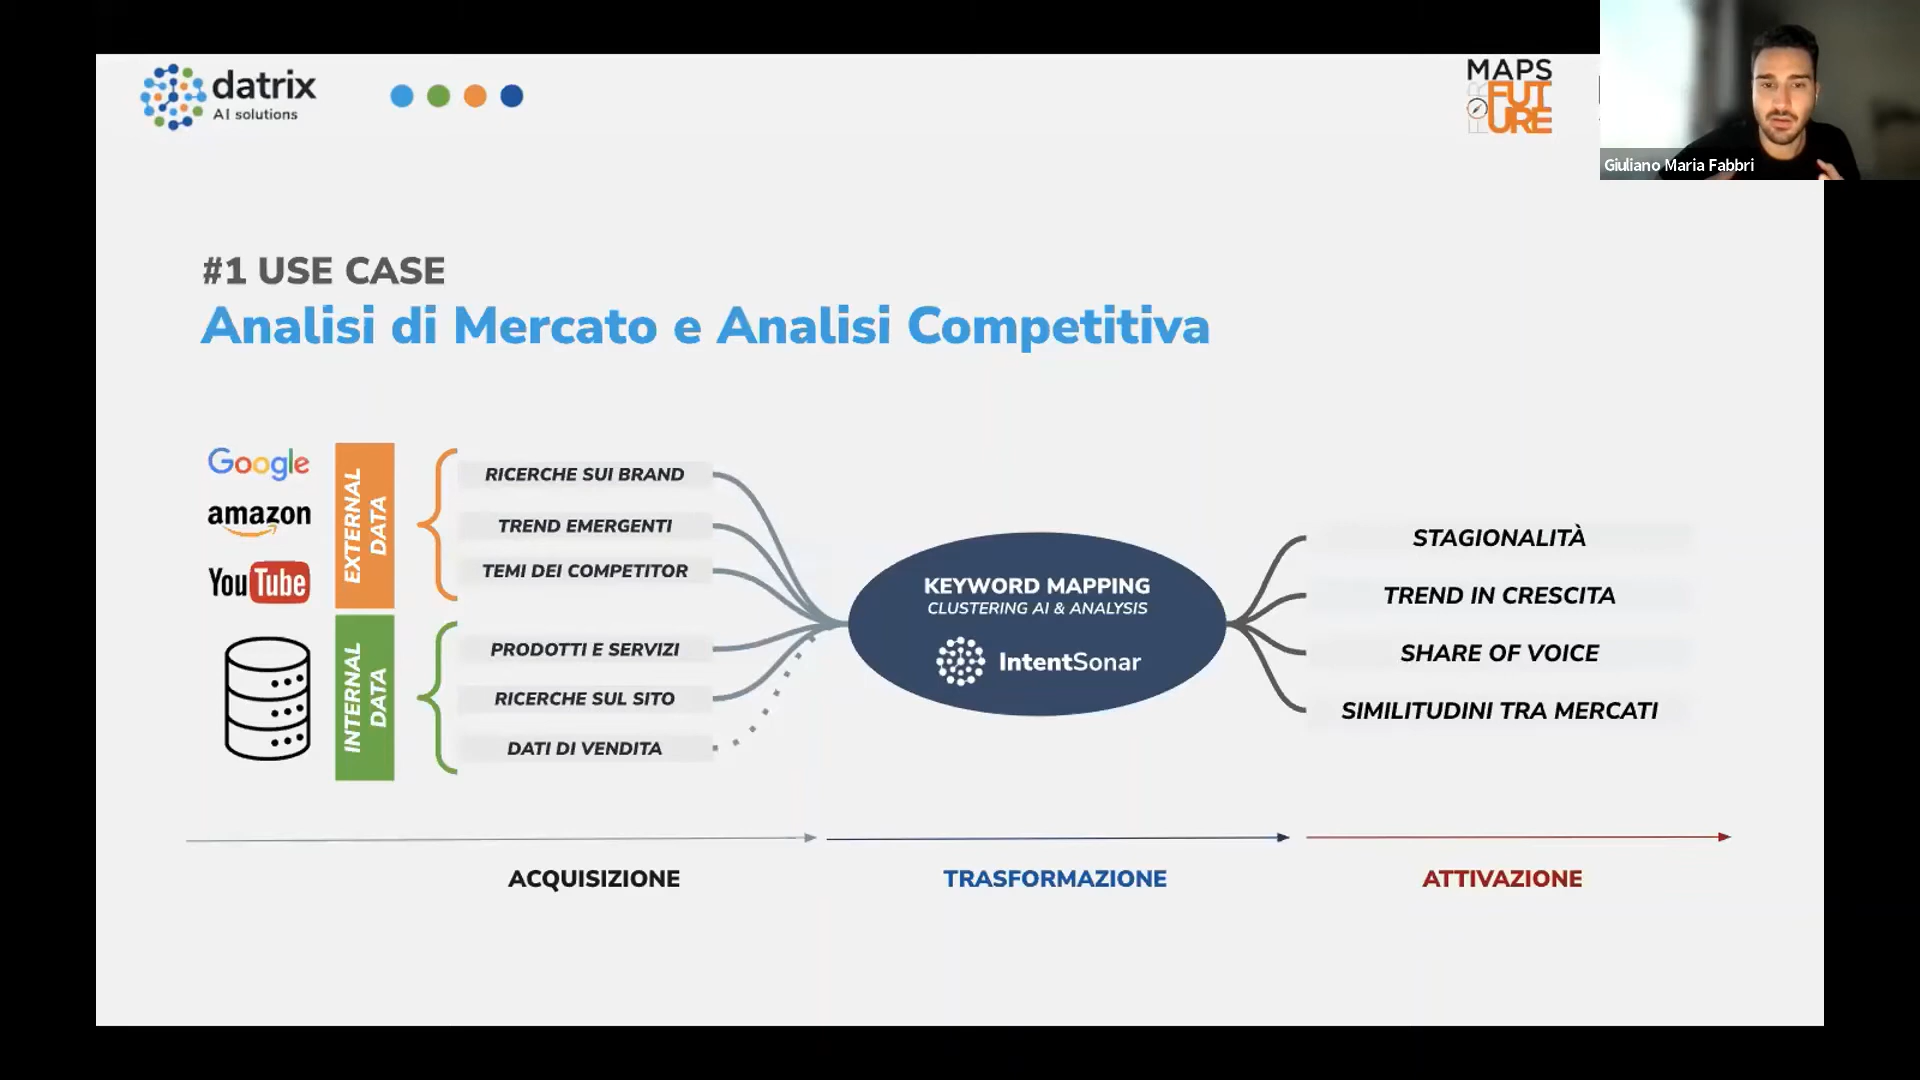 datrix
AI solutions
MAPS
FOR
FUTURE
Giuliano Maria Fabbri
#1 USE CASE
Analisi di Mercato e Analisi Competitiva
Google
amazon
YouTube
EXTERNAL
DATA
RICERCHE SUI BRAND
TREND EMERGENTI
TEMI DEI COMPETITOR
INTERNAL
DATA
PRODOTTI E SERVIZI
RICERCHE SUL SITO
DATI DI VENDITA
KEYWORD MAPPING
CLUSTERING AI & ANALYSIS
IntentSonar
STAGIONALITÀ
TREND IN CRESCITA
SHARE OF VOICE
SIMILITUDINI TRA MERCATI
ACQUISIZIONE
TRASFORMAZIONE
ATTIVAZIONE